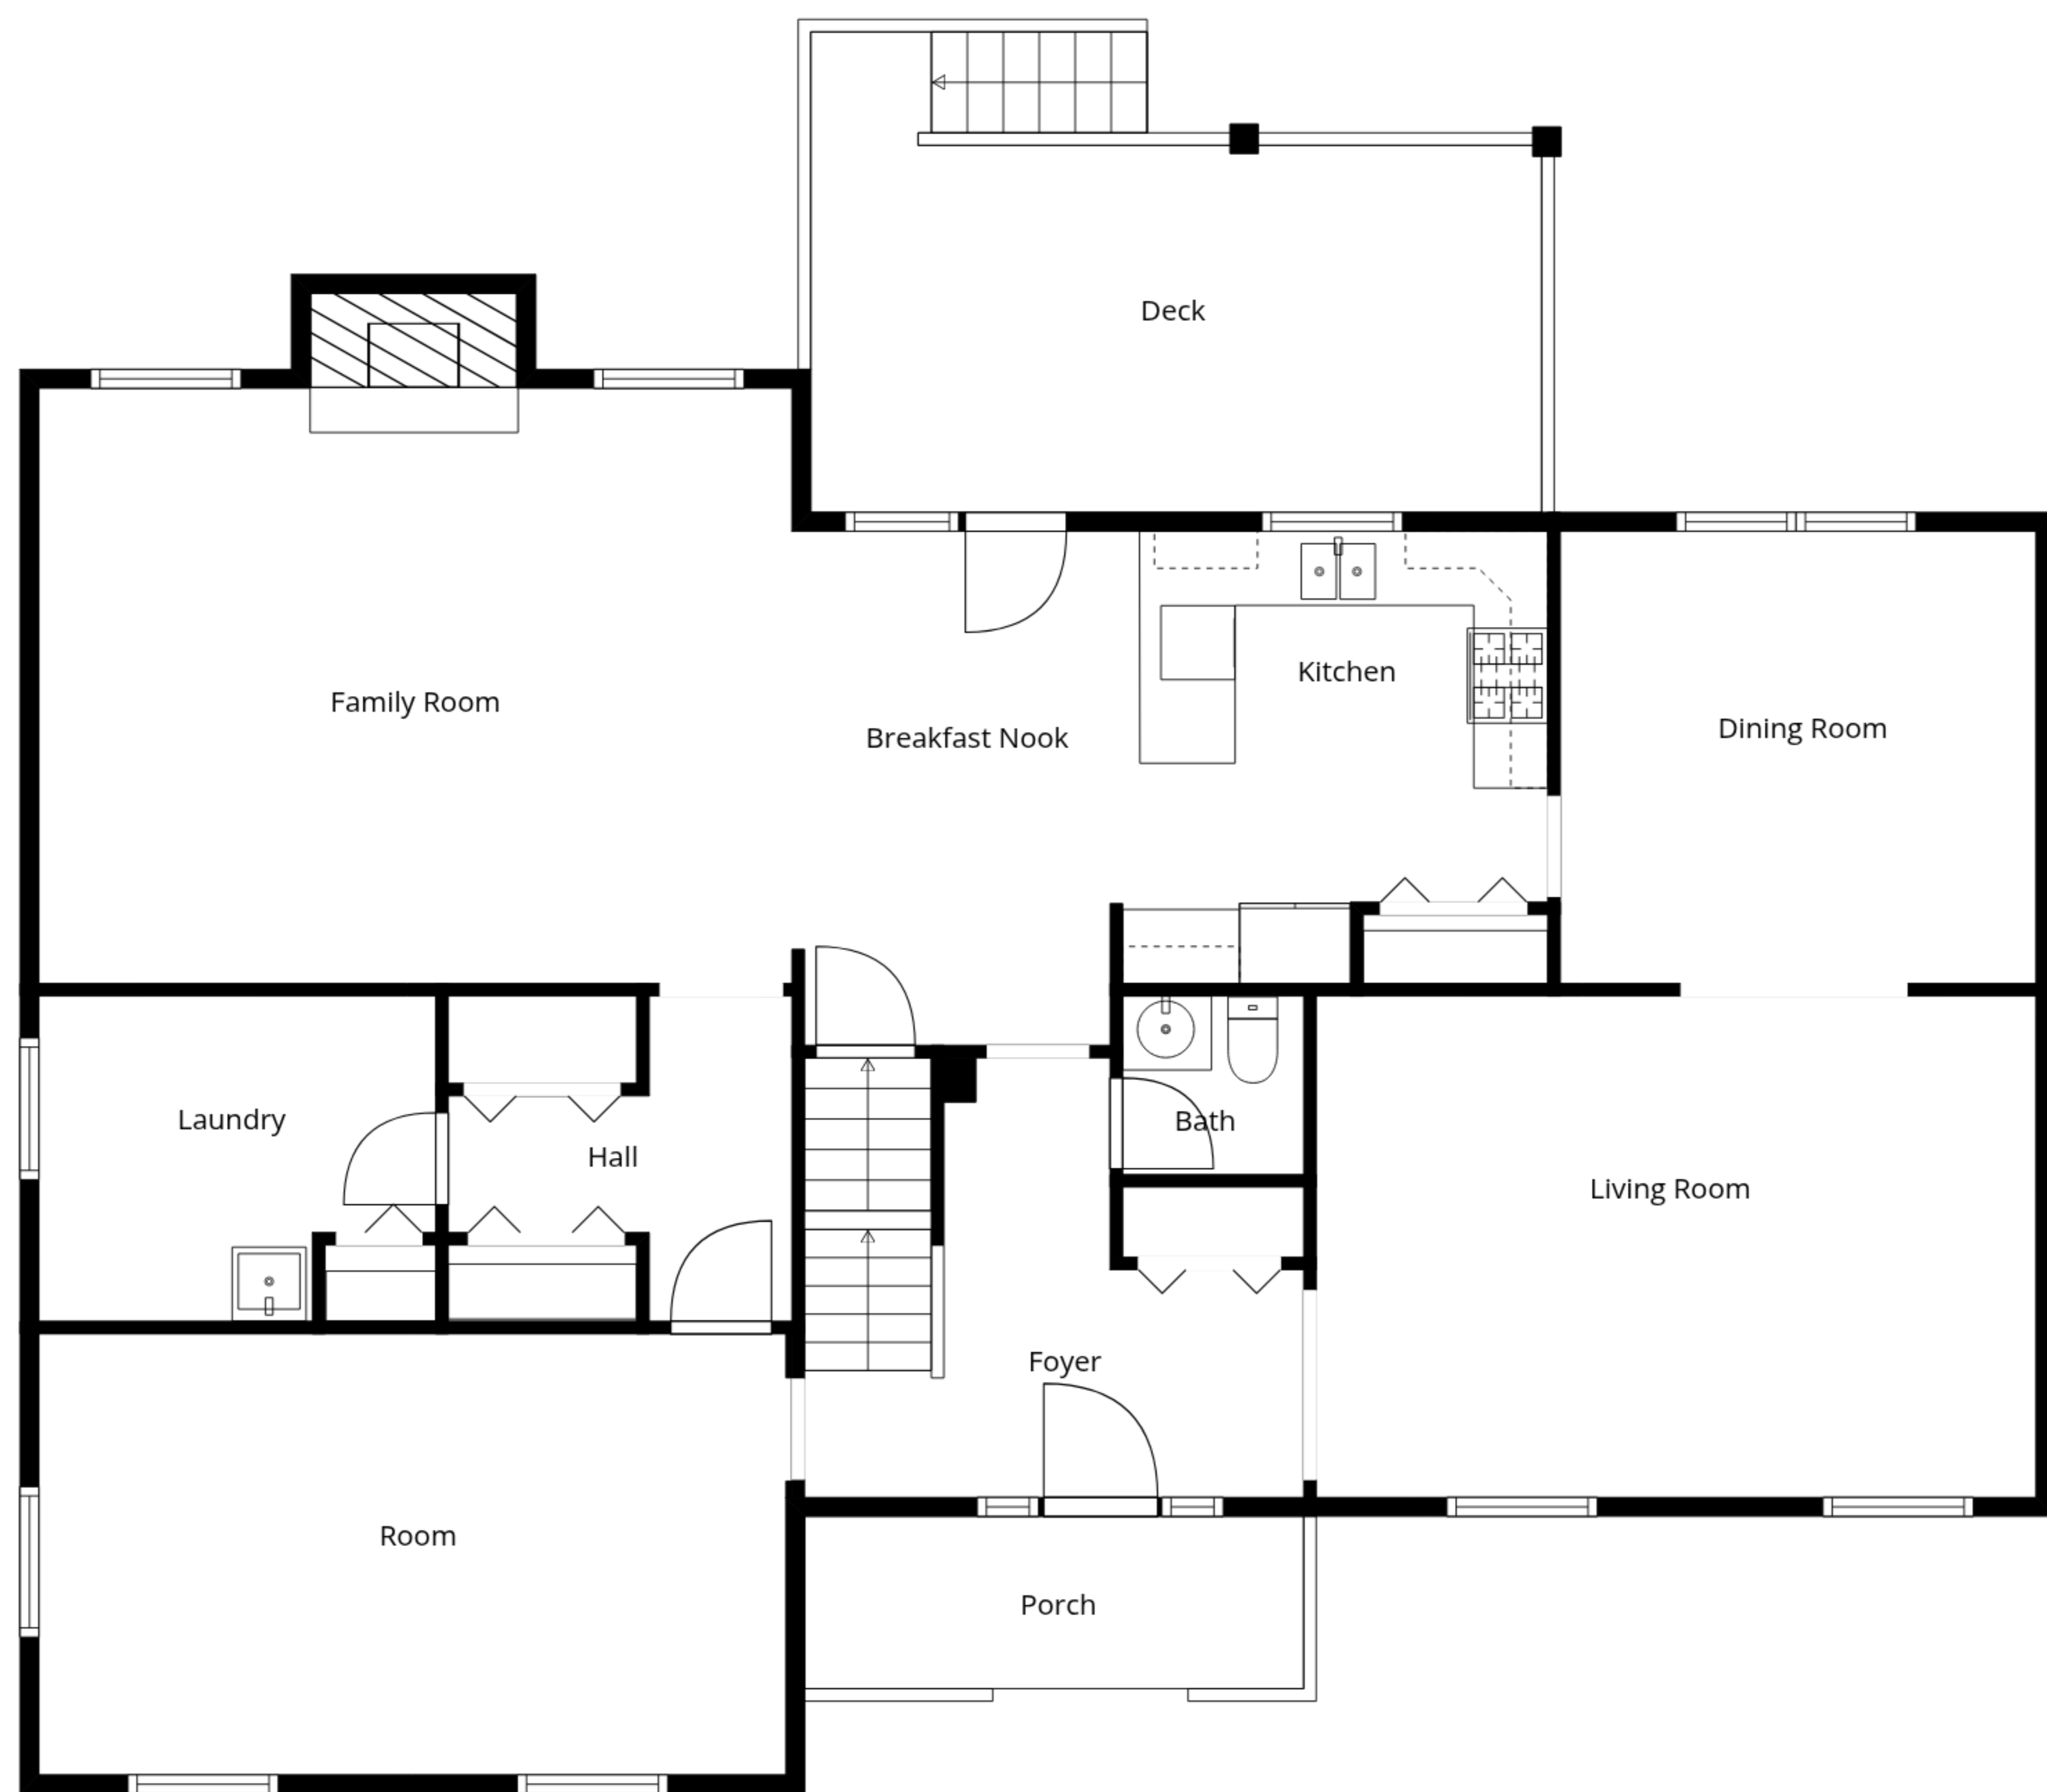 Deck
Family Room
Breakfast Nook
Kitchen
Dining Room
Laundry
Hall
Bath
Living Room
Foyer
Room
Porch